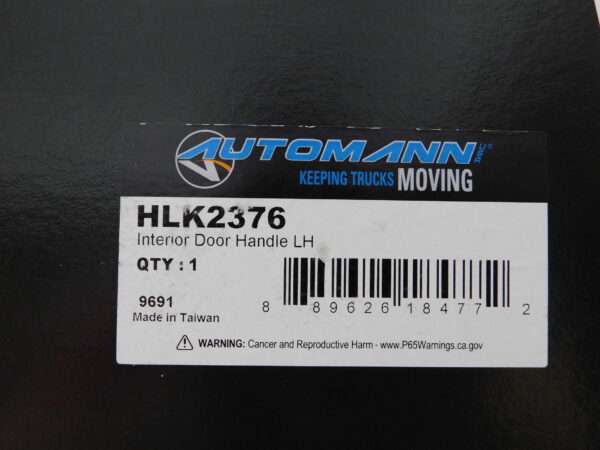 AUTOMANN USA
KEEPING TRUCKS MOVING
HLK2376
Interior Door Handle LH
QTY : 1
9691
Made in Taiwan
8 89626 18477 2
WARNING: Cancer and Reproductive Harm - www.P65Warnings.ca.gov